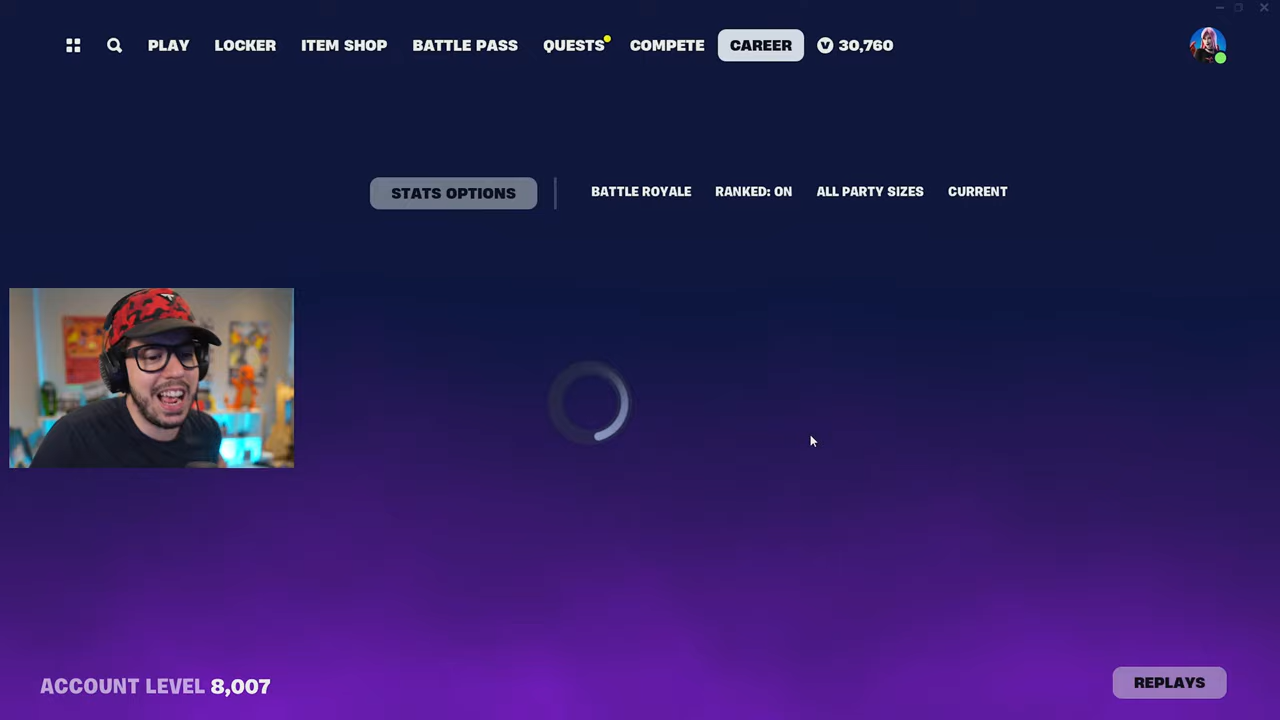 PLAY LOCKER ITEM SHOP BATTLE PASS QUESTS COMPETE CAREER V 30,760
STATS OPTIONS BATTLE ROYALE RANKED: ON ALL PARTY SIZES CURRENT
ACCOUNT LEVEL 8,007
REPLAYS